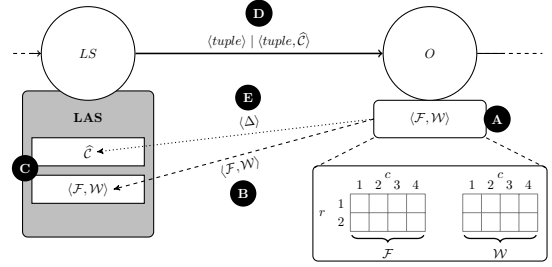 D
⟨tuple⟩ | ⟨tuple, Ĉ⟩
LS
O
LAS
E
⟨Δ⟩
⟨F, W⟩
A
Ĉ
C
⟨F, W⟩
⟨F, W⟩
B
c
c
1 2 3 4
1 2 3 4
r
1
2
F
W